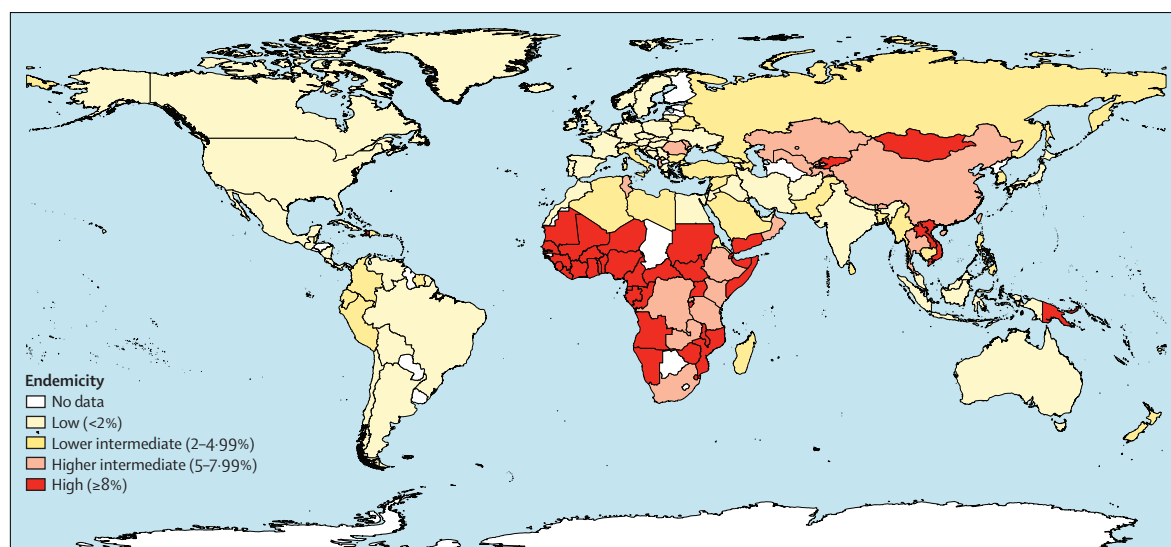 Endemicity
No data
Low (<2%)
Lower intermediate (2–4·99%)
Higher intermediate (5–7·99%)
High (≥8%)